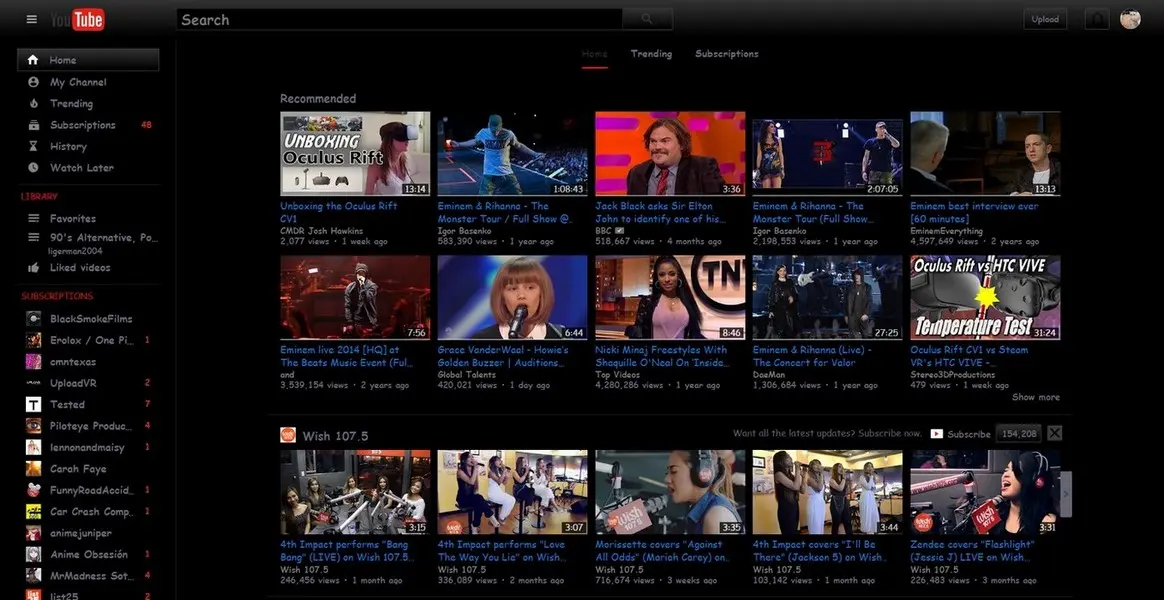 YouTube
Search
Upload
Home
My Channel
Trending
Subscriptions 48
History
Watch Later
LIBRARY
Favorites
90's Alternative, Po...
ligerman2004
Liked videos
SUBSCRIPTIONS
BlackSmokeFilms
Erolox / One Pi... 1
cmntexas
UploadVR 2
Tested 7
Piloteye Produc... 4
lennonandmaisy 1
Carah Faye
FunnyRoadAccid... 1
Car Crash Comp... 1
animejuniper
Anime Obsesión 1
MrMadness Sot... 4
list25 2
Home Trending Subscriptions
Recommended
UNBOXING
Oculus Rift
13:14
Unboxing the Oculus Rift
CV1
CMDR Josh Hawkins
2,077 views • 1 week ago
1:08:43
Eminem & Rihanna - The
Monster Tour / Full Show @...
Igor Basenko
583,390 views • 1 year ago
3:36
Jack Black asks Sir Elton
John to identify one of his...
BBC
518,667 views • 4 months ago
2:07:05
Eminem & Rihanna - The
Monster Tour (Full Show...
Igor Basenko
2,198,553 views • 1 year ago
13:13
Eminem best interview ever
[60 minutes]
EminemEverything
4,597,649 views • 2 years ago
7:56
Eminem live 2014 [HQ] at
The Beats Music Event (Ful...
and
3,539,154 views • 2 years ago
6:44
Grace VanderWaal - Howie's
Golden Buzzer | Auditions...
Global Talents
420,021 views • 1 day ago
TN
8:46
Nicki Minaj Freestyles With
Shaquille O'Neal On 'Inside...
Top Videos
4,280,286 views • 1 year ago
27:25
Eminem & Rihanna (Live) -
The Concert for Valor
DaeMan
1,306,684 views • 1 year ago
Oculus Rift vs HTC VIVE
Temperature Test
31:24
Oculus Rift CV1 vs Steam
VR's HTC VIVE -...
Stereo3DProductions
479 views • 1 week ago
Show more
Wish 107.5
Want all the latest updates? Subscribe now. Subscribe 154,208
3:15
4th Impact performs "Bang
Bang" (LIVE) on Wish 107.5...
Wish 107.5
246,456 views • 1 month ago
3:07
4th Impact performs "Love
The Way You Lie" on Wish...
Wish 107.5
336,089 views • 2 months ago
wish
107.5
3:35
Morissette covers "Against
All Odds" (Mariah Carey) on...
Wish 107.5
716,674 views • 3 weeks ago
3:44
4th Impact covers "I'll Be
There" (Jackson 5) on Wish...
Wish 107.5
103,142 views • 1 month ago
wish
107.5
3:31
Zendee covers "Flashlight"
(Jessie J) LIVE on Wish...
Wish 107.5
226,483 views • 3 months ago